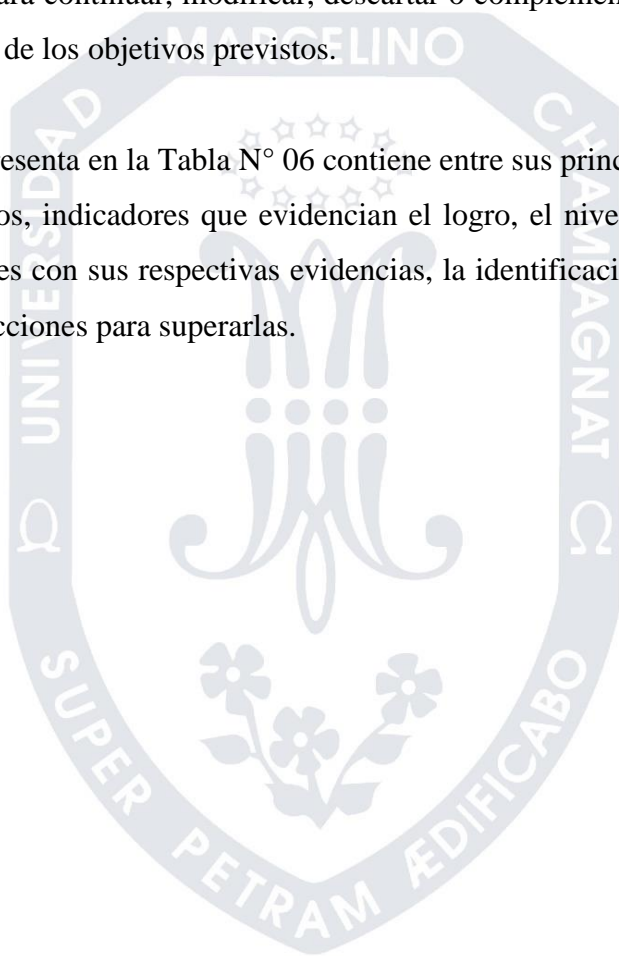 ara continuar, modificar, descartar o complemen
de los objetivos previstos.
MARCELINO
UNIVERSIDAD
CHAMPAGNAT
resenta en la Tabla N° 06 contiene entre sus princ
os, indicadores que evidencian el logro, el nive
es con sus respectivas evidencias, la identificaci
cciones para superarlas.
Ω
Ω
SUPER PETRAM ÆDIFICABO